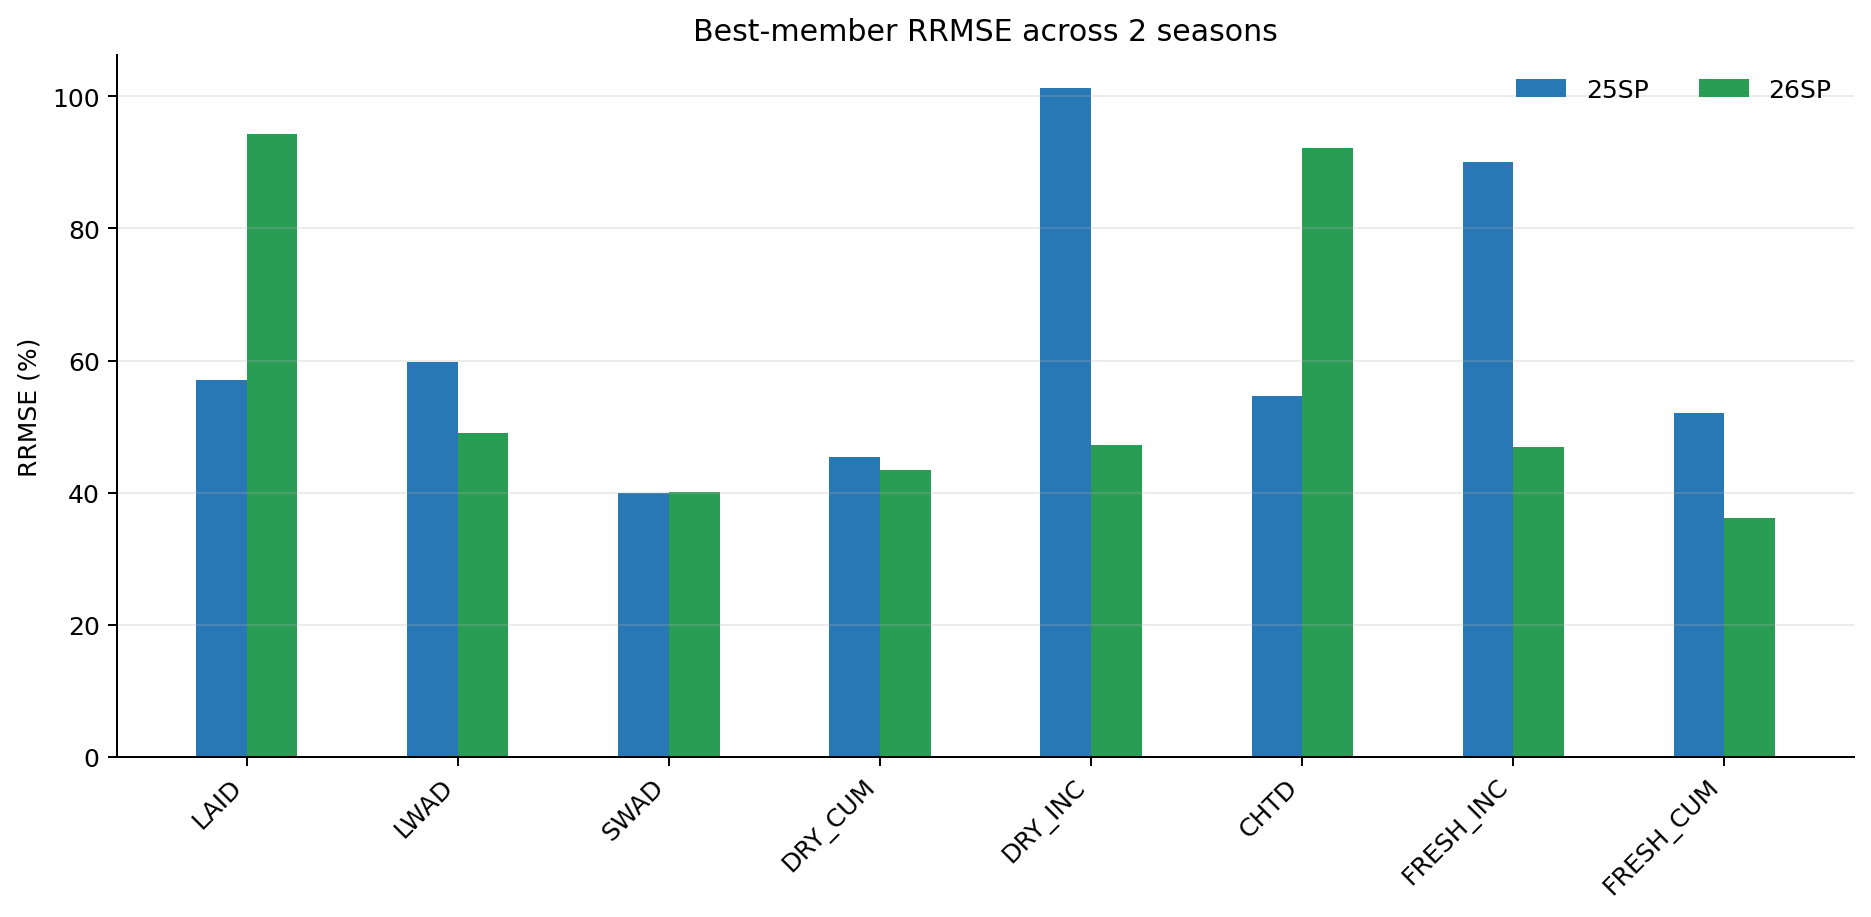 Best-member RRMSE across 2 seasons
25SP 26SP
RRMSE (%)
100
80
60
40
20
0
LAID
LWAD
SWAD
DRY_CUM
DRY_INC
CHTD
FRESH_INC
FRESH_CUM